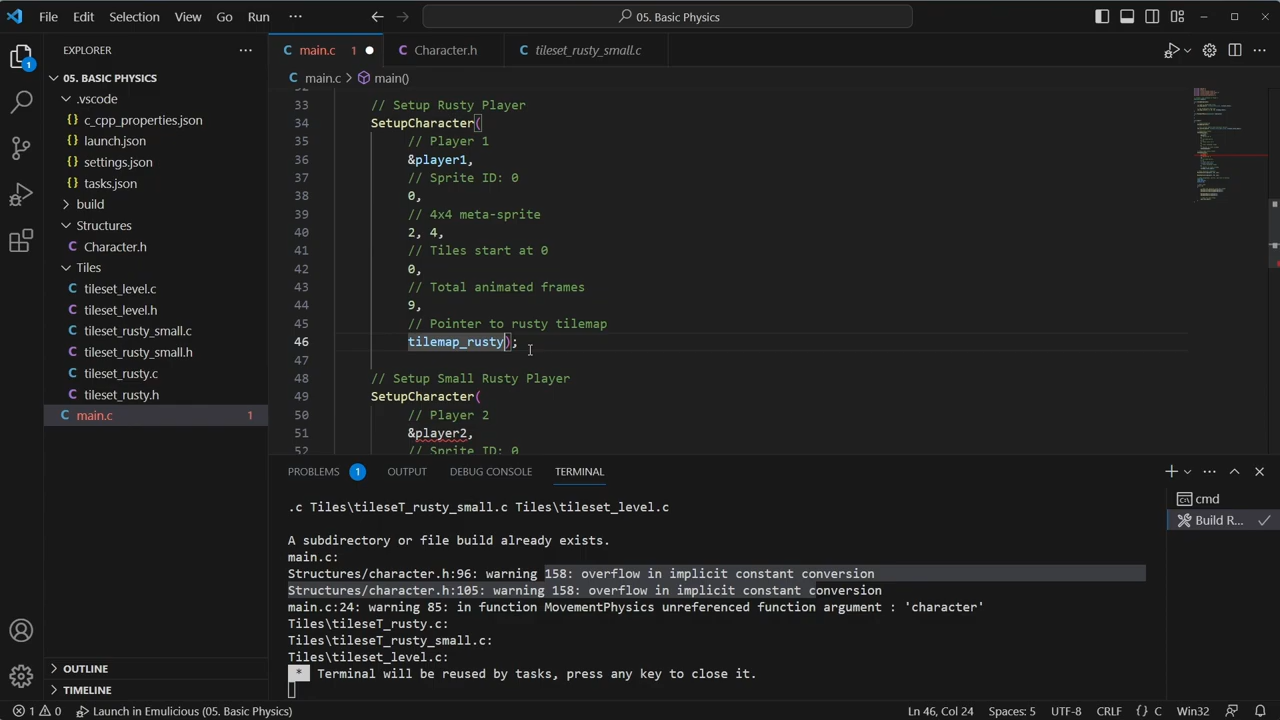 File Edit Selection View Go Run ··· 05. Basic Physics
EXPLORER ···
05. BASIC PHYSICS
.vscode
{} c_cpp_properties.json
{} launch.json
{} settings.json
{} tasks.json
build
Structures
C Character.h
Tiles
C tileset_level.c
C tileset_level.h
C tileset_rusty_small.c
C tileset_rusty_small.h
C tileset_rusty.c
C tileset_rusty.h
C main.c 1
OUTLINE
TIMELINE
1
C main.c 1 C Character.h C tileset_rusty_small.c
C main.c > main()
32
33 // Setup Rusty Player
34 SetupCharacter(
35 // Player 1
36 &player1,
37 // Sprite ID: 0
38 0,
39 // 4x4 meta-sprite
40 2, 4,
41 // Tiles start at 0
42 0,
43 // Total animated frames
44 9,
45 // Pointer to rusty tilemap
46 tilemap_rusty);
47
48 // Setup Small Rusty Player
49 SetupCharacter(
50 // Player 2
51 &player2,
52 // Sprite ID: 0
PROBLEMS 1 OUTPUT DEBUG CONSOLE TERMINAL ···
.c Tiles\tileseT_rusty_small.c Tiles\tileset_level.c
A subdirectory or file build already exists.
main.c:
Structures/character.h:96: warning 158: overflow in implicit constant conversion
Structures/character.h:105: warning 158: overflow in implicit constant conversion
main.c:24: warning 85: in function MovementPhysics unreferenced function argument : 'character'
Tiles\tileseT_rusty.c:
Tiles\tileseT_rusty_small.c:
Tiles\tileset_level.c:
* Terminal will be reused by tasks, press any key to close it.
cmd
Build R...
1 0 Launch in Emulicious (05. Basic Physics) Ln 46, Col 24 Spaces: 5 UTF-8 CRLF {} C Win32